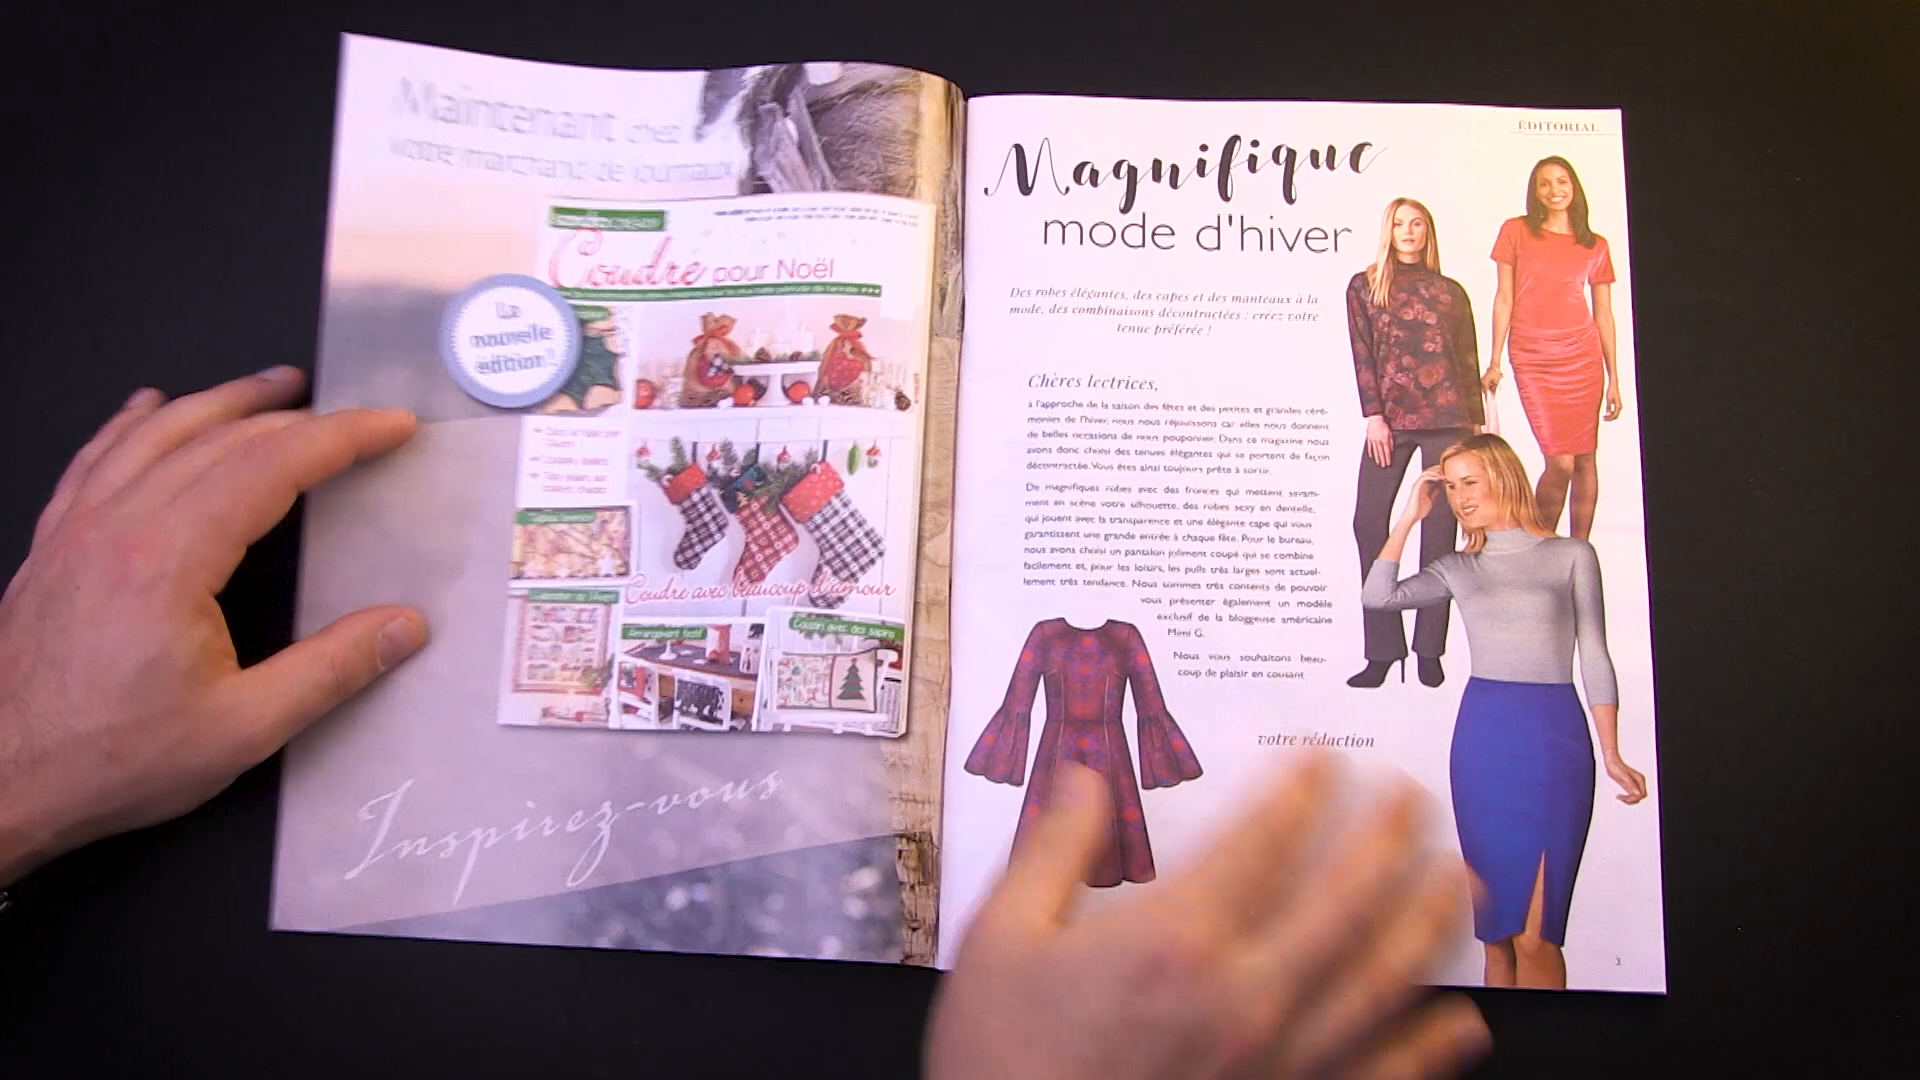 Maintenant chez
votre marchand de journaux
Coudre pour Noël
La
nouvelle
édition!
Coudre avec beaucoup d'amour
Arrangement festif
Coussin avec des sapins
Inspirez-vous
ÉDITORIAL
Magnifique
mode d'hiver
Des robes élégantes, des capes et des manteaux à la
mode, des combinaisons décontractées : créez votre
tenue préférée !
Chères lectrices,
à l'approche de la saison des fêtes et des petites et grandes céré-
monies de l'hiver, nous nous réjouissons car elles nous donnent
de belles occasions de nous pouponner. Dans ce magazine nous
avons donc choisi des tenues élégantes qui se portent de façon
décontractée. Vous êtes ainsi toujours prête à sortir.
De magnifiques robes avec des fronces qui mettent savam-
ment en scène votre silhouette, des robes sexy en dentelle,
qui jouent avec la transparence et une élégante cape qui vous
garantissent une grande entrée à chaque fête. Pour le bureau,
nous avons choisi un pantalon joliment coupé qui se combine
facilement et, pour les loisirs, les pulls très larges sont actuel-
lement très tendance. Nous sommes très contents de pouvoir
vous présenter également un modèle
exclusif de la bloggeuse américaine
Mimi G.
Nous vous souhaitons beau-
coup de plaisir en cousant
votre rédaction
3